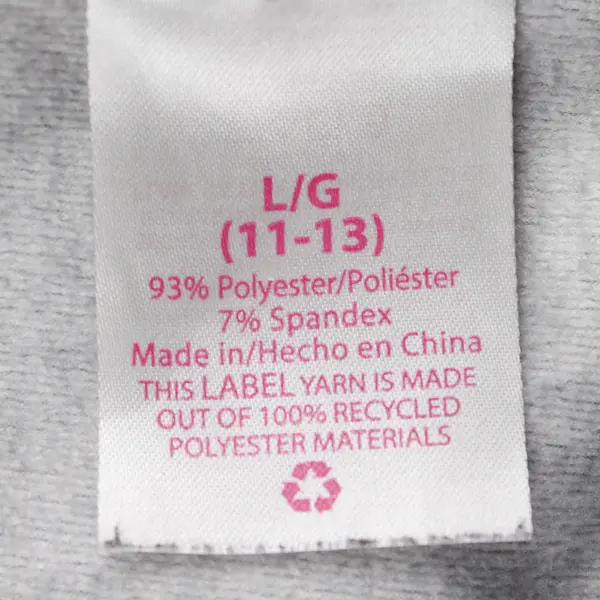 L/G
(11-13)
93% Polyester/Poliéster
7% Spandex
Made in/Hecho en China
THIS LABEL YARN IS MADE
OUT OF 100% RECYCLED
POLYESTER MATERIALS